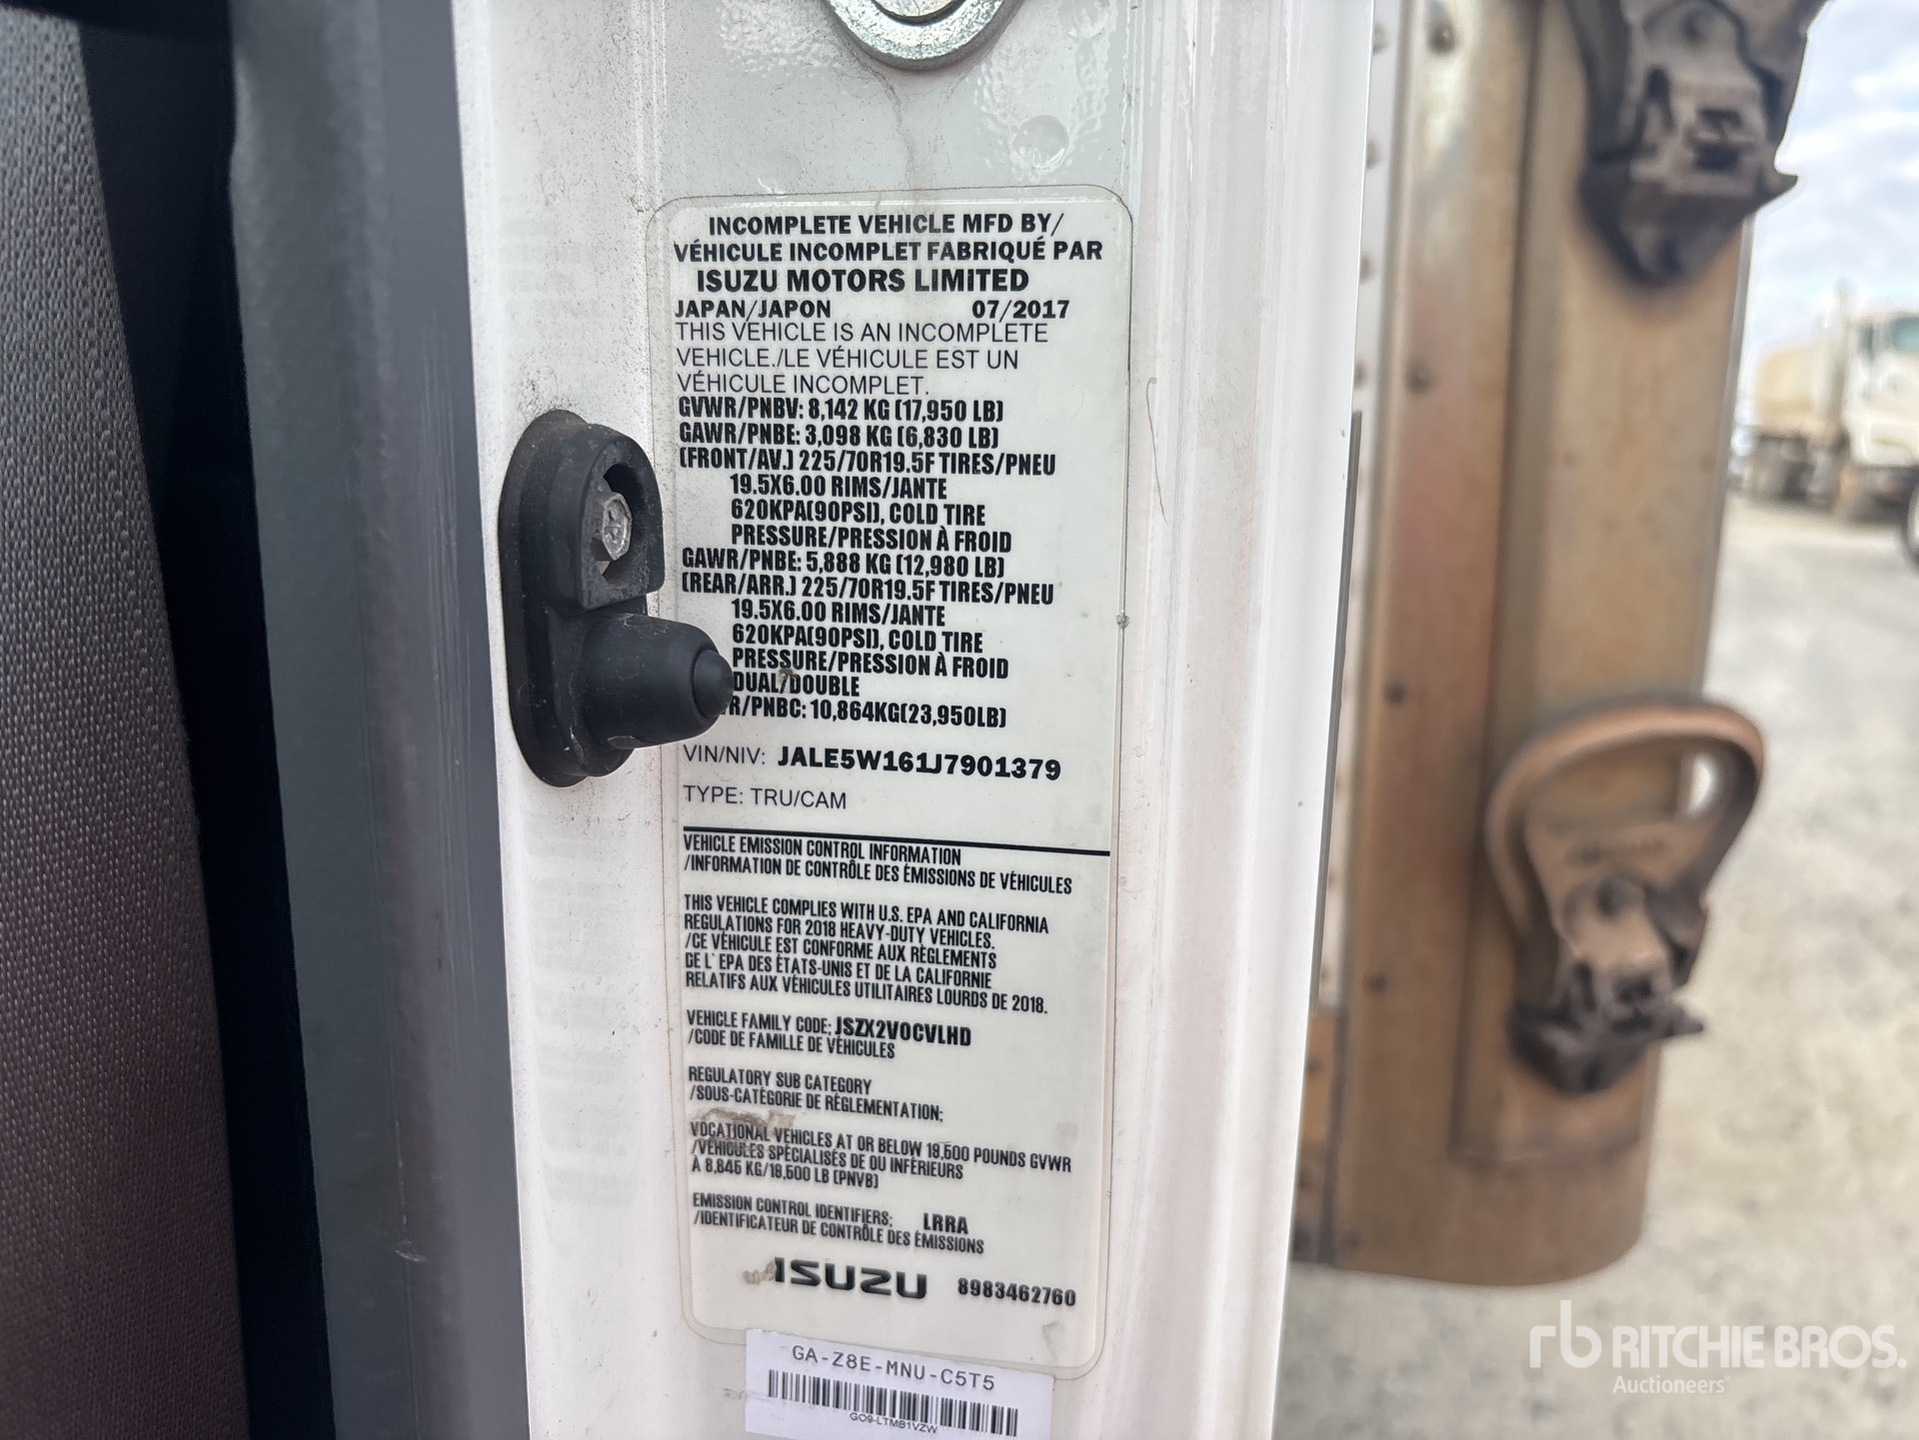 INCOMPLETE VEHICLE MFD BY/
VÉHICULE INCOMPLET FABRIQUÉ PAR
ISUZU MOTORS LIMITED
JAPAN/JAPON 07/2017
THIS VEHICLE IS AN INCOMPLETE
VEHICLE./LE VÉHICULE EST UN
VÉHICULE INCOMPLET.
GVWR/PNBV: 8,142 KG (17,950 LB)
GAWR/PNBE: 3,098 KG (6,830 LB)
(FRONT/AV.) 225/70R19.5F TIRES/PNEU
19.5X6.00 RIMS/JANTE
620KPA(90PSI), COLD TIRE
PRESSURE/PRESSION À FROID
GAWR/PNBE: 5,888 KG (12,980 LB)
(REAR/ARR.) 225/70R19.5F TIRES/PNEU
19.5X6.00 RIMS/JANTE
620KPA(90PSI), COLD TIRE
PRESSURE/PRESSION À FROID
DUAL/DOUBLE
R/PNBC: 10,864KG(23,950LB)
VIN/NIV: JALE5W161J7901379
TYPE: TRU/CAM
VEHICLE EMISSION CONTROL INFORMATION
/INFORMATION DE CONTRÔLE DES ÉMISSIONS DE VÉHICULES
THIS VEHICLE COMPLIES WITH U.S. EPA AND CALIFORNIA
REGULATIONS FOR 2018 HEAVY-DUTY VEHICLES.
/CE VÉHICULE EST CONFORME AUX RÈGLEMENTS
DE L'EPA DES ÉTATS-UNIS ET DE LA CALIFORNIE
RELATIFS AUX VÉHICULES UTILITAIRES LOURDS DE 2018.
VEHICLE FAMILY CODE: JSZX2VOCVLHD
/CODE DE FAMILLE DE VÉHICULES
REGULATORY SUB CATEGORY
/SOUS-CATÉGORIE DE RÉGLEMENTATION;
VOCATIONAL VEHICLES AT OR BELOW 19,500 POUNDS GVWR
/VÉHICULES SPÉCIALISÉS DE OU INFÉRIEURS
À 8,845 KG/19,500 LB (PNVB)
EMISSION CONTROL IDENTIFIERS: LRRA
/IDENTIFICATEUR DE CONTRÔLE DES ÉMISSIONS
ISUZU 8983462760
GA-Z8E-MNU-C5T5
GO9-LTMB1VZW
rb RITCHIE BROS.
Auctioneers